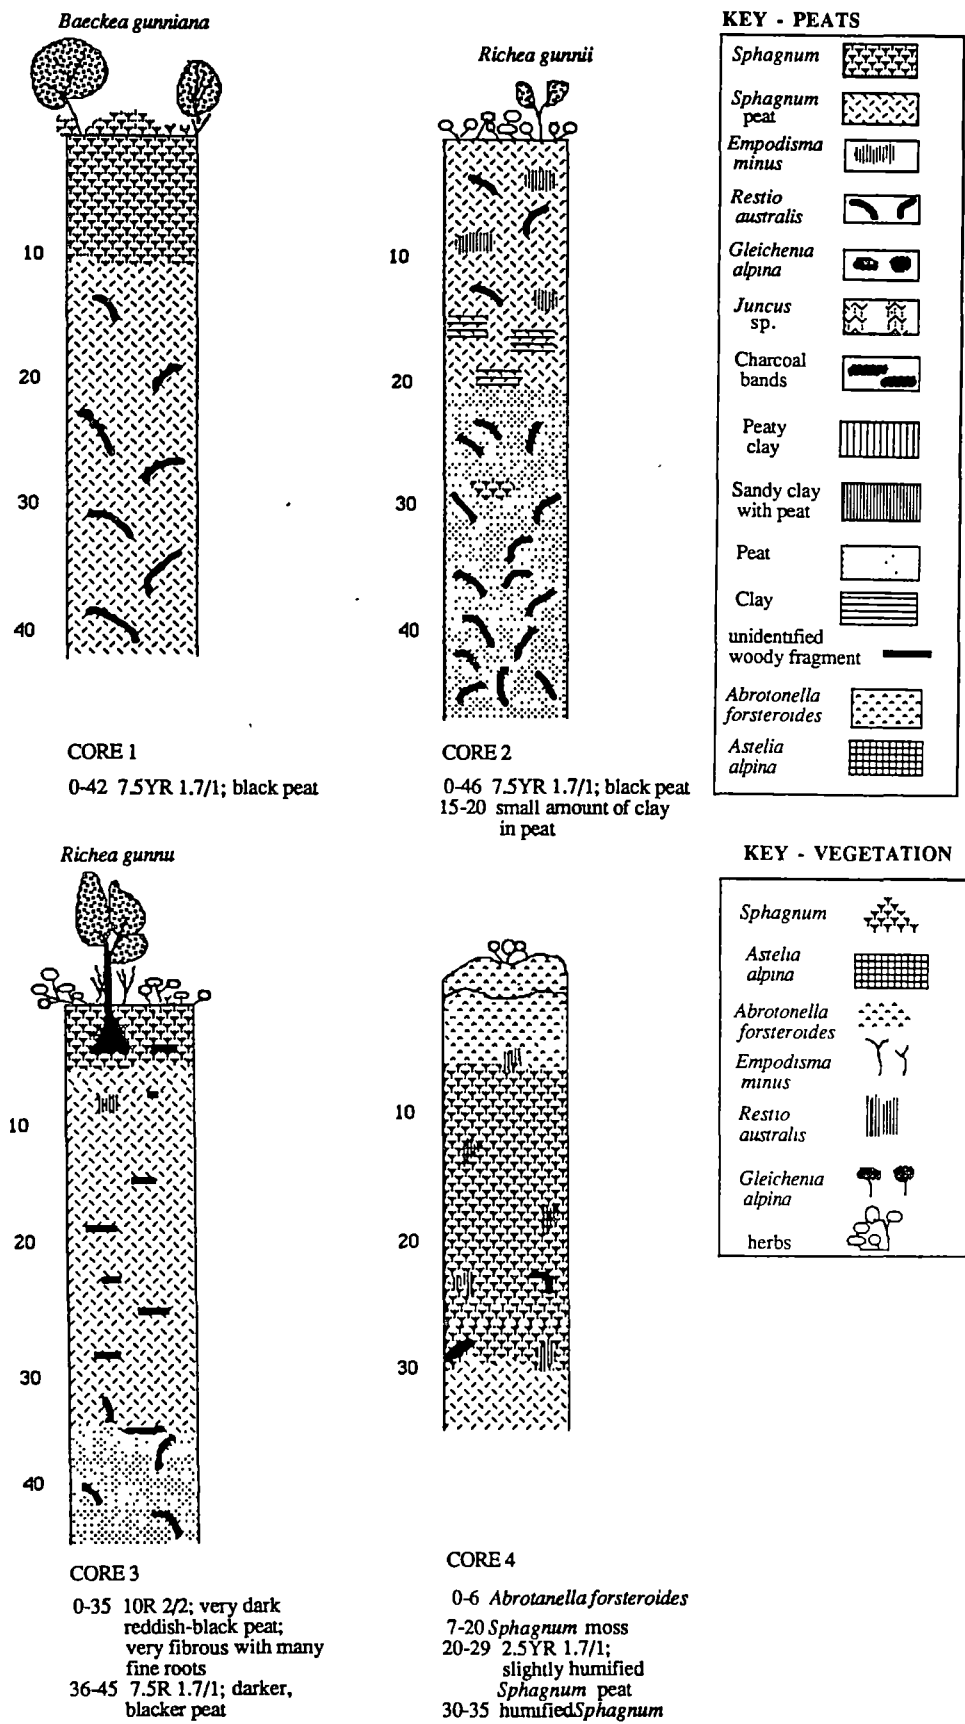 Baeckea gunniana
10
20
30
40
CORE 1
0-42 7.5YR 1.7/1; black peat
Richea gunnii
10
20
30
40
CORE 2
0-46 7.5YR 1.7/1; black peat
15-20 small amount of clay
in peat
KEY - PEATS
Sphagnum
Sphagnum
peat
Empodisma
minus
Restio
australis
Gleichenia
alpina
Juncus
sp.
Charcoal
bands
Peaty
clay
Sandy clay
with peat
Peat
Clay
unidentified
woody fragment
Abrotonella
forsteroides
Astelia
alpina
Richea gunnu
10
20
30
40
CORE 3
0-35 10R 2/2; very dark
reddish-black peat;
very fibrous with many
fine roots
36-45 7.5R 1.7/1; darker,
blacker peat
10
20
30
CORE 4
0-6 Abrotanella forsteroides
7-20 Sphagnum moss
20-29 2.5YR 1.7/1;
slightly humified
Sphagnum peat
30-35 humified Sphagnum
KEY - VEGETATION
Sphagnum
Astelia
alpina
Abrotonella
forsteroides
Empodisma
minus
Restio
australis
Gleichenia
alpina
herbs